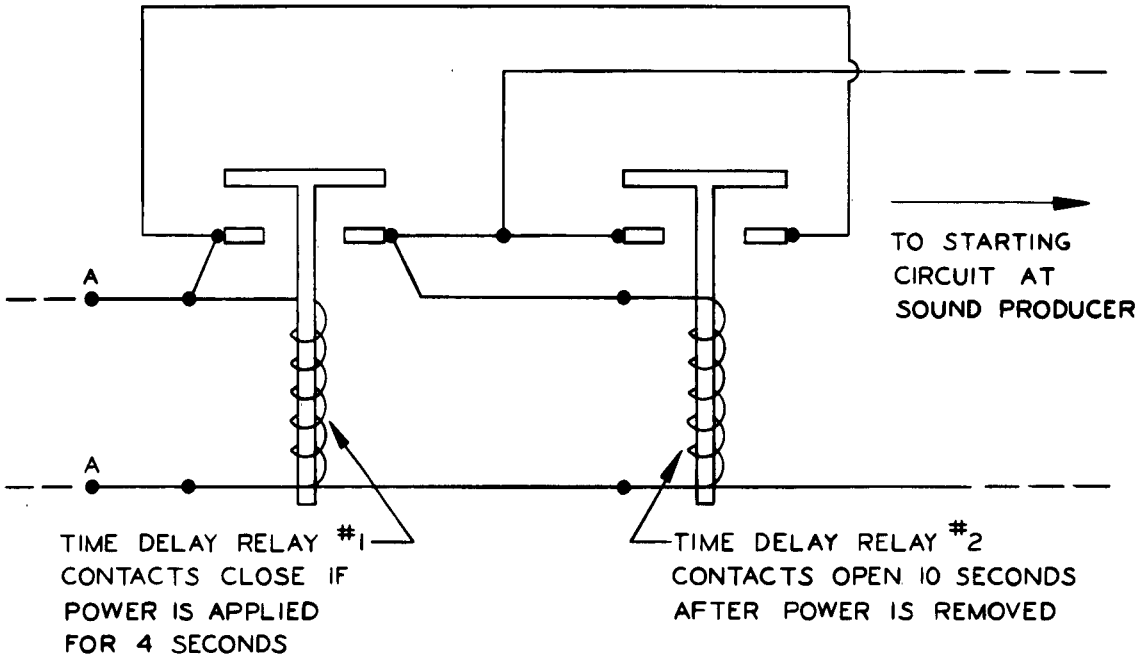 TO STARTING
CIRCUIT AT
SOUND PRODUCER
A
A
TIME DELAY RELAY #1
CONTACTS CLOSE IF
POWER IS APPLIED
FOR 4 SECONDS
TIME DELAY RELAY #2
CONTACTS OPEN 10 SECONDS
AFTER POWER IS REMOVED